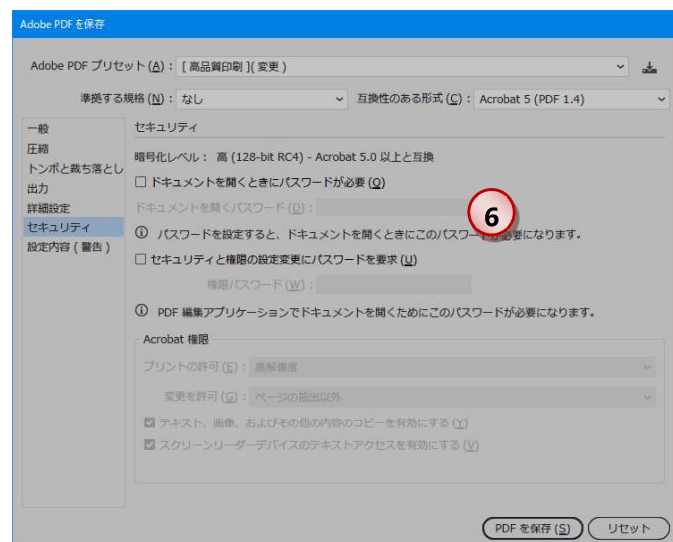 Adobe PDF を保存
Adobe PDF プリセット (A) : [ 高品質印刷 ]( 変更 )
準拠する規格 (N) : なし 互換性のある形式 (C) : Acrobat 5 (PDF 1.4)
一般
圧縮
トンボと裁ち落とし
出力
詳細設定
セキュリティ
設定内容 ( 警告 )
セキュリティ
暗号化レベル : 高 (128-bit RC4) - Acrobat 5.0 以上と互換
ドキュメントを開くときにパスワードが必要 (Q)
ドキュメントを開くパスワード (D) :
6
パスワードを設定すると、ドキュメントを開くときにこのパスワードが必要になります。
セキュリティと権限の設定変更にパスワードを要求 (U)
権限パスワード (W) :
PDF 編集アプリケーションでドキュメントを開くためにこのパスワードが必要になります。
Acrobat 権限
プリントの許可 (E) : 高解像度
変更を許可 (G) : ページの抽出以外
テキスト、画像、およびその他の内容のコピーを有効にする (Y)
スクリーンリーダーデバイスのテキストアクセスを有効にする (V)
PDF を保存 (S) リセット